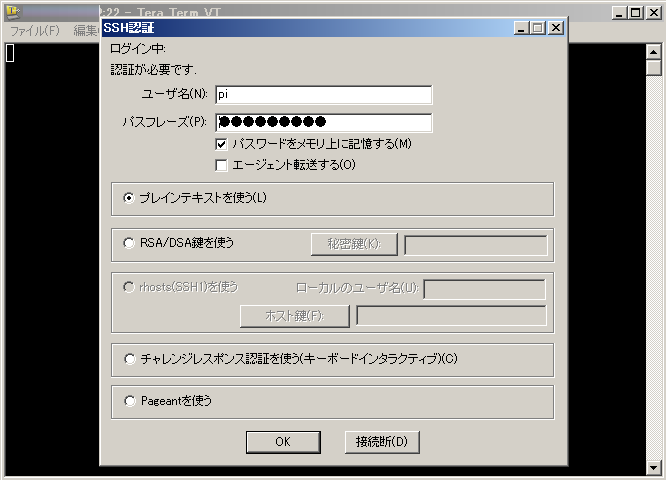 -22 - Tera Term VT
ファイル(F) 編集
SSH認証
ログイン中:
認証が必要です.
ユーザ名(N): pi
パスフレーズ(P): ●●●●●●●●●
パスワードをメモリ上に記憶する(M)
エージェント転送する(O)
プレインテキストを使う(L)
RSA/DSA鍵を使う 秘密鍵(K):
rhosts(SSH1)を使う ローカルのユーザ名(U):
ホスト鍵(F):
チャレンジレスポンス認証を使う(キーボードインタラクティブ)(C)
Pageantを使う
OK 接続断(D)